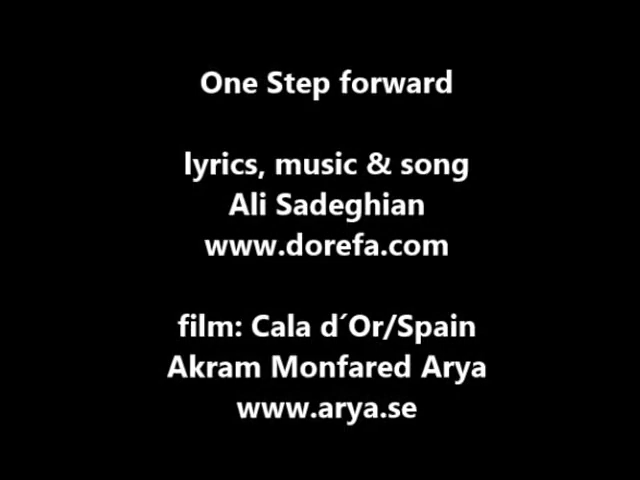 One Step forward
lyrics, music & song
Ali Sadeghian
www.dorefa.com
film: Cala d´Or/Spain
Akram Monfared Arya
www.arya.se